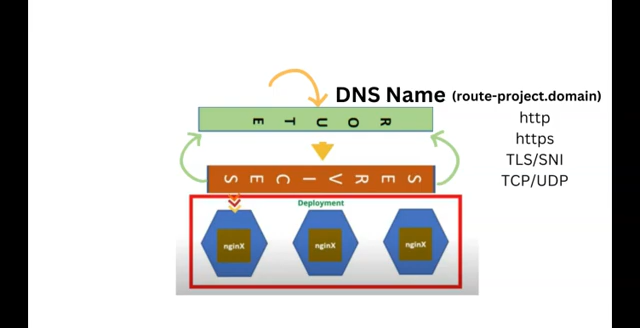 DNS Name (route-project.domain)
http
https
TLS/SNI
TCP/UDP
ROUTE
SERVICES
Deployment
nginX
nginX
nginX